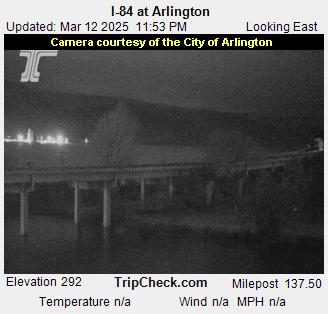 I-84 at Arlington
Updated: Mar 12 2025 11:53 PM Looking East
Camera courtesy of the City of Arlington
Elevation 292 TripCheck.com Milepost 137.50
Temperature n/a Wind n/a MPH n/a